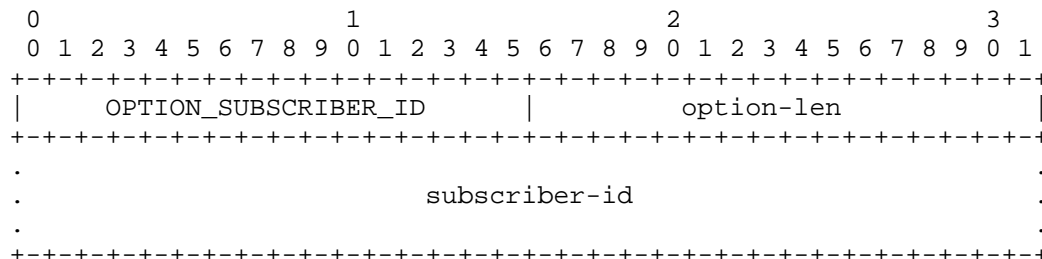 0                   1                   2                   3
 0 1 2 3 4 5 6 7 8 9 0 1 2 3 4 5 6 7 8 9 0 1 2 3 4 5 6 7 8 9 0 1
+-+-+-+-+-+-+-+-+-+-+-+-+-+-+-+-+-+-+-+-+-+-+-+-+-+-+-+-+-+-+-+-+
|     OPTION_SUBSCRIBER_ID      |         option-len            |
+-+-+-+-+-+-+-+-+-+-+-+-+-+-+-+-+-+-+-+-+-+-+-+-+-+-+-+-+-+-+-+-+
.                                                               .
.                         subscriber-id                         .
.                                                               .
+-+-+-+-+-+-+-+-+-+-+-+-+-+-+-+-+-+-+-+-+-+-+-+-+-+-+-+-+-+-+-+-+